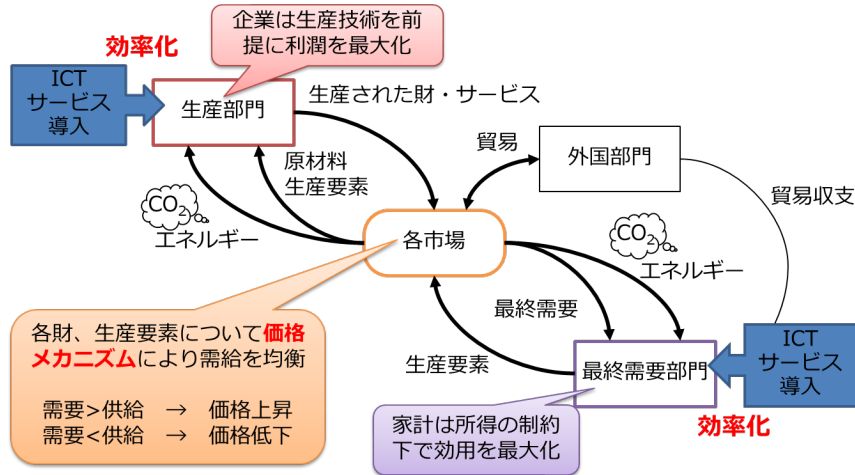 企業は生産技術を前
提に利潤を最大化
効率化
ICT
サービス
導入
生産部門
生産された財・サービス
貿易
外国部門
原材料
生産要素
貿易収支
CO2
エネルギー
各市場
CO2
エネルギー
最終需要
各財、生産要素について価格
メカニズムにより需給を均衡
需要>供給　→　価格上昇
需要<供給　→　価格低下
生産要素
最終需要部門
ICT
サービス
導入
家計は所得の制約
下で効用を最大化
効率化